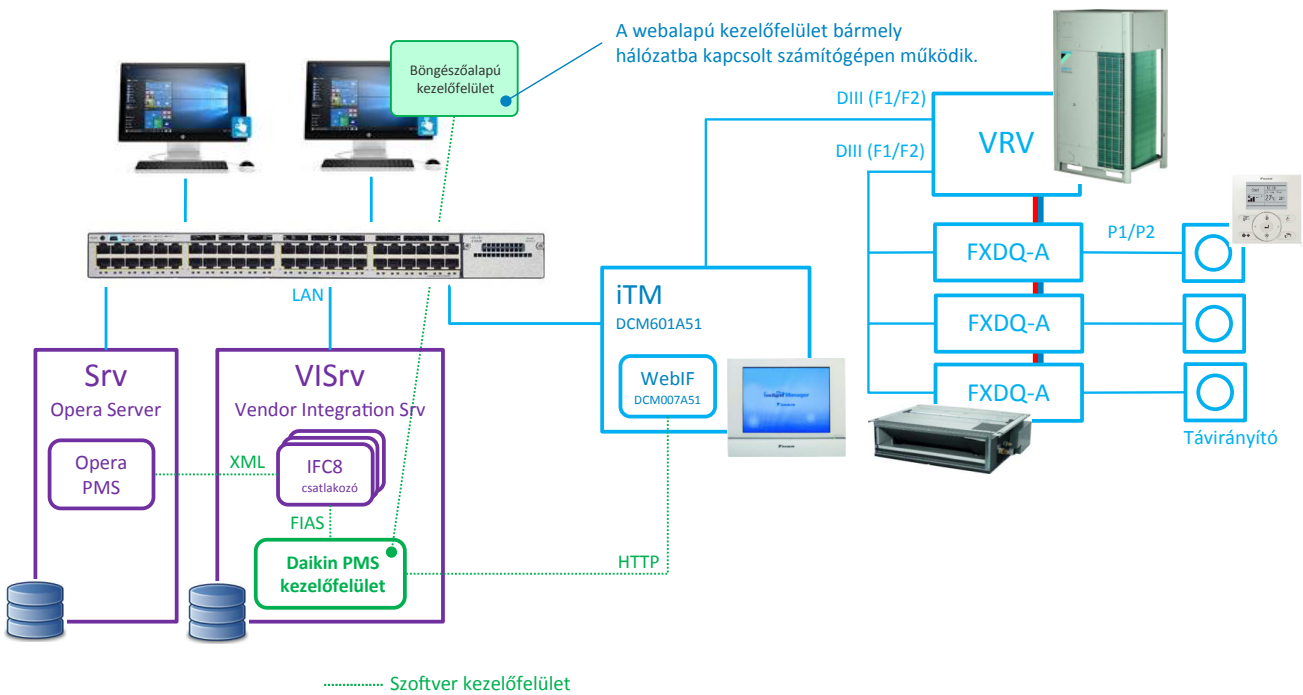 A webalapú kezelőfelület bármely
hálózatba kapcsolt számítógépen működik.
Böngészőalapú
kezelőfelület
DIII (F1/F2)
DIII (F1/F2)
VRV
P1/P2
FXDQ-A
FXDQ-A
FXDQ-A
Távirányító
LAN
iTM
DCM601A51
WebIF
DCM007A51
Srv
Opera Server
Opera
PMS
VISrv
Vendor Integration Srv
XML
IFC8
csatlakozó
FIAS
Daikin PMS
kezelőfelület
HTTP
Szoftver kezelőfelület